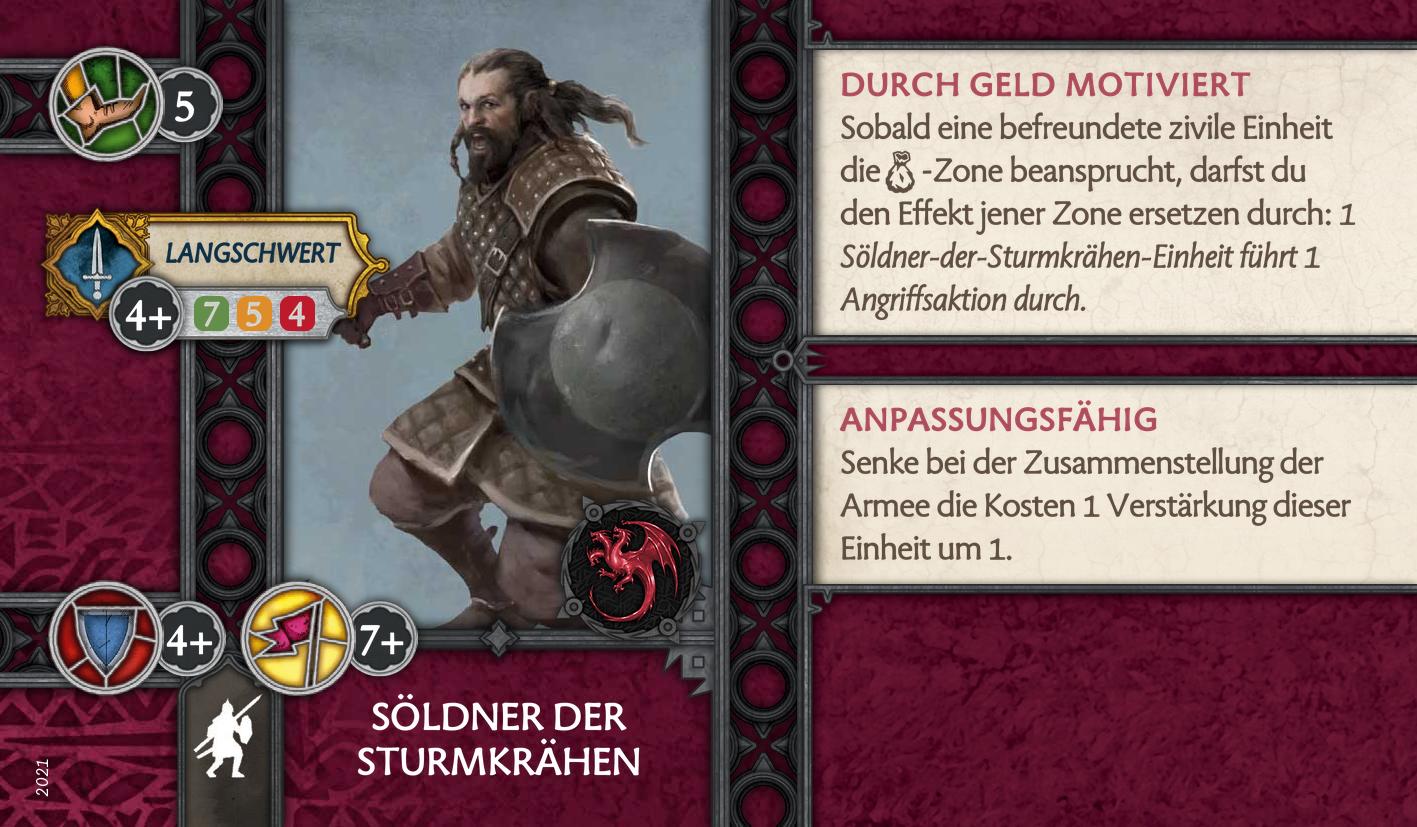 5
LANGSCHWERT
4+ 7 5 4
4+ 7+
SÖLDNER DER
STURMKRÄHEN
2021
DURCH GELD MOTIVIERT
Sobald eine befreundete zivile Einheit
die -Zone beansprucht, darfst du
den Effekt jener Zone ersetzen durch: 1
Söldner-der-Sturmkrähen-Einheit führt 1
Angriffsaktion durch.
ANPASSUNGSFÄHIG
Senke bei der Zusammenstellung der
Armee die Kosten 1 Verstärkung dieser
Einheit um 1.